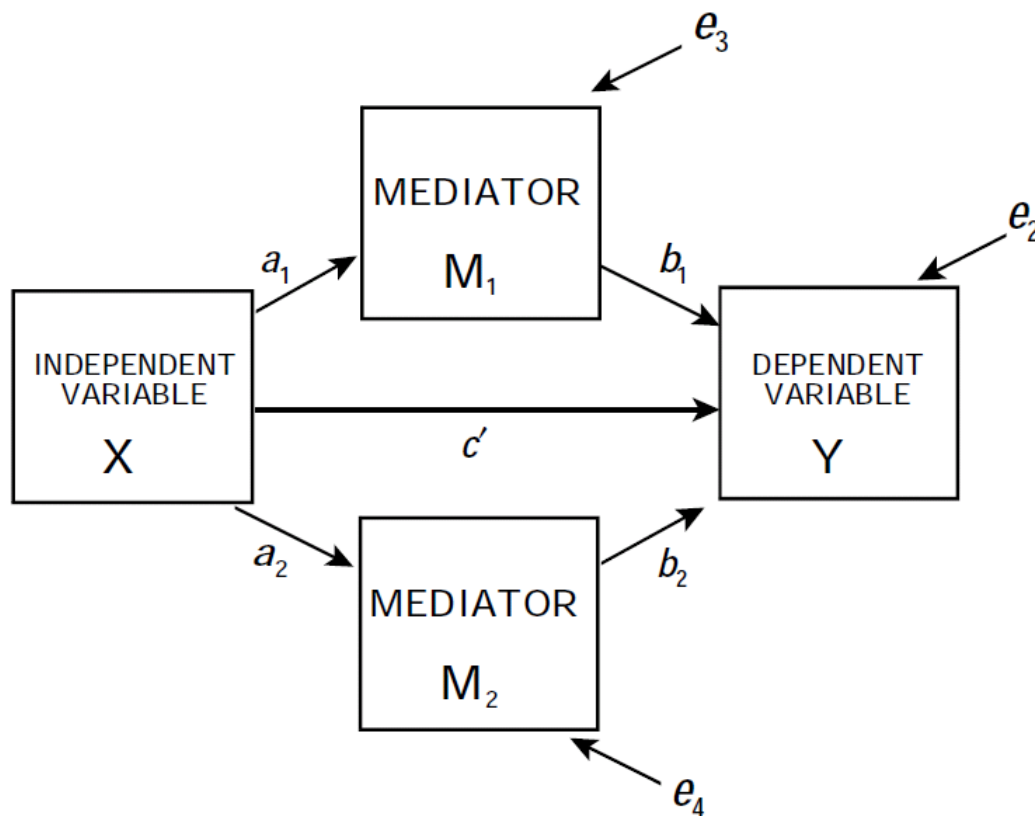 e₃
MEDIATOR
M₁
e₂
a₁
b₁
INDEPENDENT
VARIABLE
X
c′
DEPENDENT
VARIABLE
Y
a₂
b₂
MEDIATOR
M₂
e₄